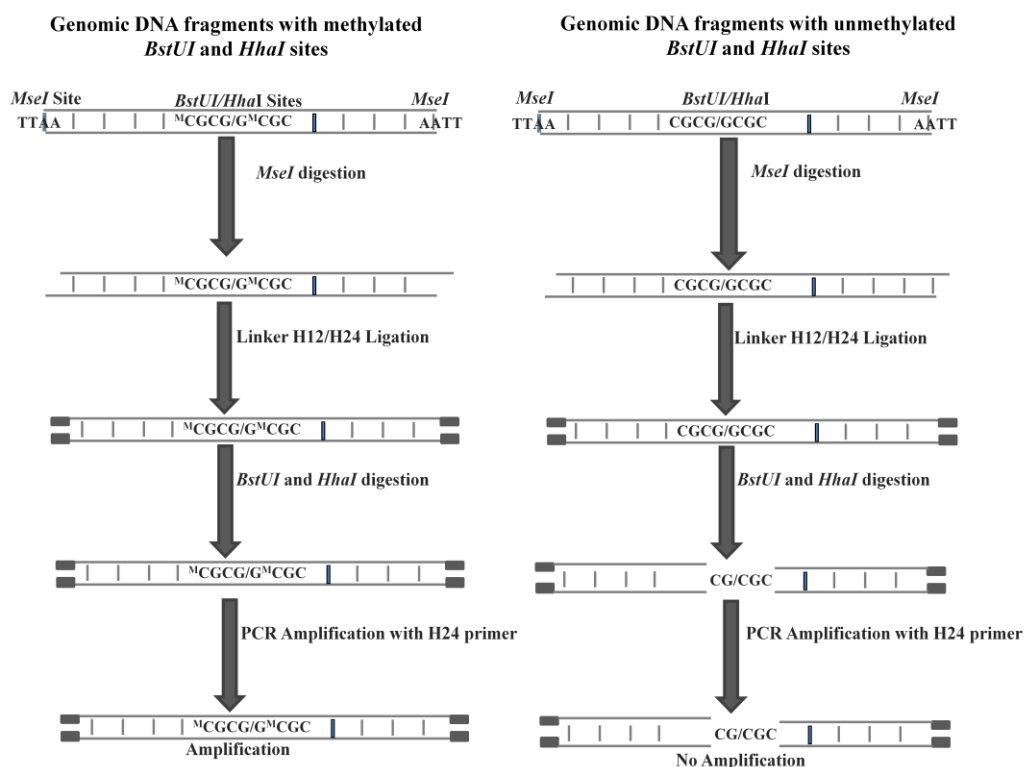 Genomic DNA fragments with methylated
BstUI and HhaI sites
MseI Site
BstUI/HhaI Sites
MseI
TTAA
ᴹCGCG/GᴹCGC
AATT
MseI digestion
ᴹCGCG/GᴹCGC
Linker H12/H24 Ligation
ᴹCGCG/GᴹCGC
BstUI and HhaI digestion
ᴹCGCG/GᴹCGC
PCR Amplification with H24 primer
ᴹCGCG/GᴹCGC
Amplification
Genomic DNA fragments with unmethylated
BstUI and HhaI sites
MseI
BstUI/HhaI
MseI
TTAA
CGCG/GCGC
AATT
MseI digestion
CGCG/GCGC
Linker H12/H24 Ligation
CGCG/GCGC
BstUI and HhaI digestion
CG/CGC
PCR Amplification with H24 primer
CG/CGC
No Amplification